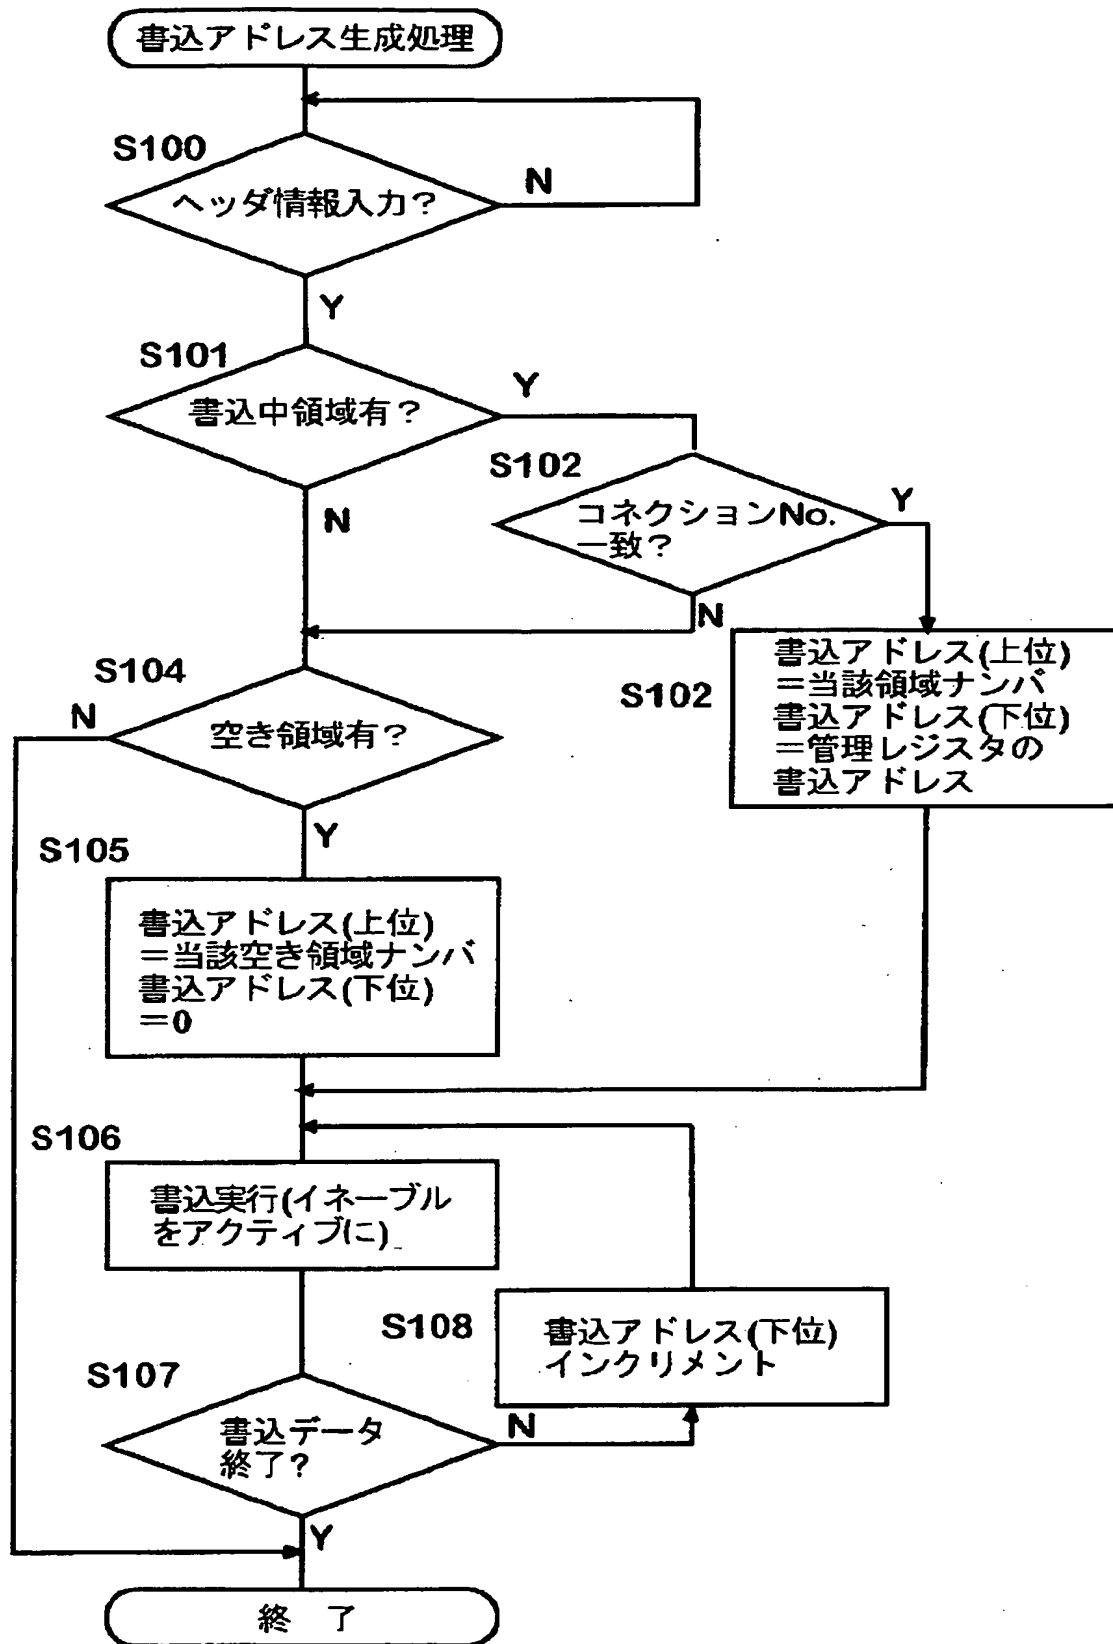 書込アドレス生成処理
S100
ヘッダ情報入力?
N
Y
S101
書込中領域有?
Y
N
S102
コネクションNo.
一致?
Y
N
S102
書込アドレス(上位)
=当該領域ナンバ
書込アドレス(下位)
=管理レジスタの
書込アドレス
S104
空き領域有?
N
Y
S105
書込アドレス(上位)
=当該空き領域ナンバ
書込アドレス(下位)
=0
S106
書込実行(イネーブル
をアクティブに)
S108
書込アドレス(下位)
インクリメント
S107
書込データ
終了?
N
Y
終 了